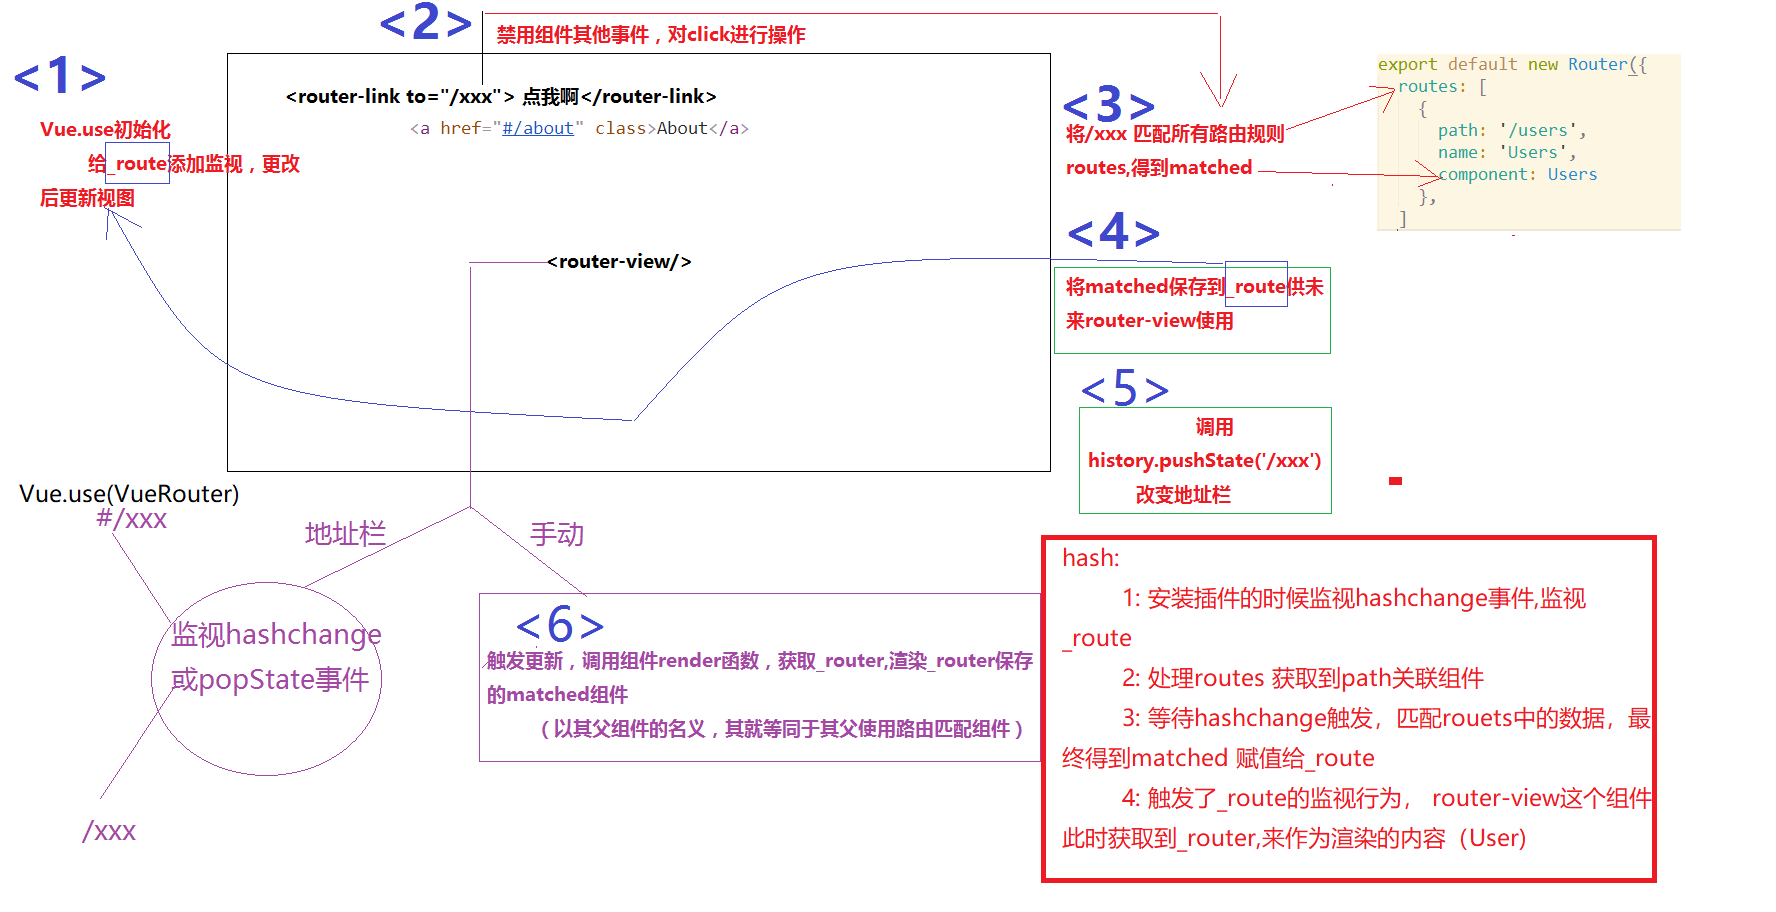 <1>
Vue.use初始化
给_route添加监视，更改
后更新视图
<2>
禁用组件其他事件，对click进行操作
<router-link to="/xxx"> 点我啊</router-link>
<a href="#/about" class>About</a>
<router-view/>
<3>
将/xxx 匹配所有路由规则
routes,得到matched
export default new Router({
routes: [
{
path: '/users',
name: 'Users',
component: Users
},
]
<4>
将matched保存到_route供未
来router-view使用
<5>
调用
history.pushState('/xxx')
改变地址栏
Vue.use(VueRouter)
#/xxx
地址栏
手动
监视hashchange
或popState事件
/xxx
<6>
触发更新，调用组件render函数，获取_router,渲染_router保存
的matched组件
（以其父组件的名义，其就等同于其父使用路由匹配组件）
hash:
1: 安装插件的时候监视hashchange事件,监视
_route
2: 处理routes 获取到path关联组件
3: 等待hashchange触发，匹配rouets中的数据，最
终得到matched 赋值给_route
4: 触发了_route的监视行为， router-view这个组件
此时获取到_router,来作为渲染的内容（User）